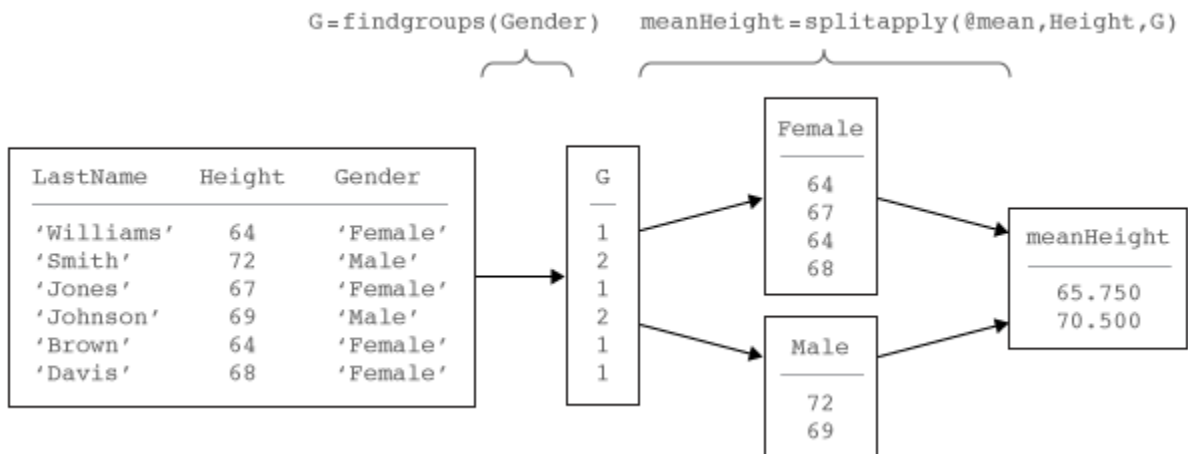 G=findgroups(Gender) meanHeight=splitapply(@mean,Height,G)
LastName Height Gender
‘Williams’ 64 ‘Female’
‘Smith’ 72 ‘Male’
‘Jones’ 67 ‘Female’
‘Johnson’ 69 ‘Male’
‘Brown’ 64 ‘Female’
‘Davis’ 68 ‘Female’
G
1
2
1
2
1
1
Female
64
67
64
68
Male
72
69
meanHeight
65.750
70.500